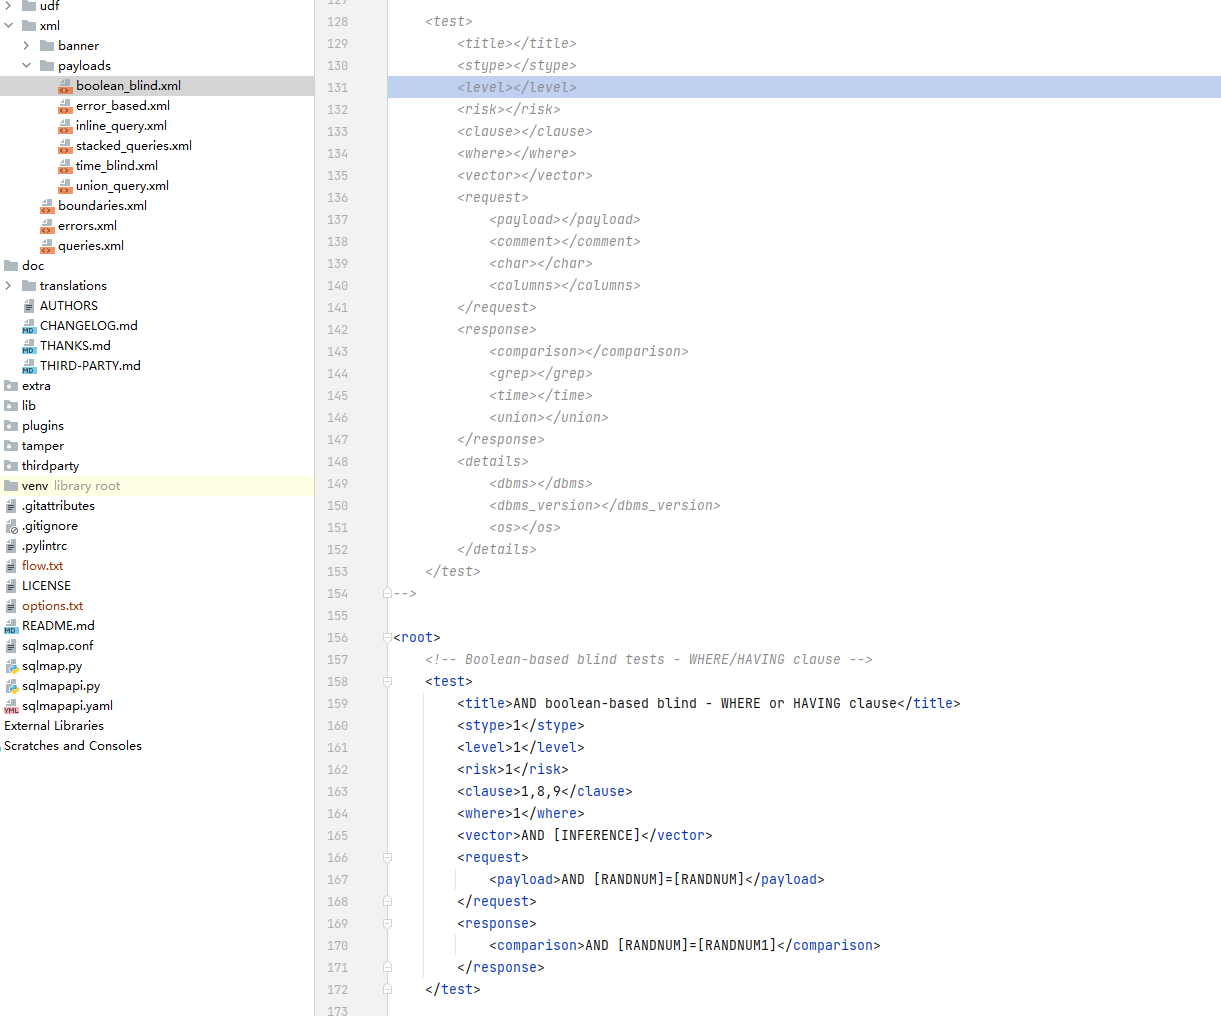 udf
xml
banner
payloads
boolean_blind.xml
error_based.xml
inline_query.xml
stacked_queries.xml
time_blind.xml
union_query.xml
boundaries.xml
errors.xml
queries.xml
doc
translations
AUTHORS
CHANGELOG.md
THANKS.md
THIRD-PARTY.md
extra
lib
plugins
tamper
thirdparty
venv library root
.gitattributes
.gitignore
.pylintrc
flow.txt
LICENSE
options.txt
README.md
sqlmap.conf
sqlmap.py
sqlmapapi.py
sqlmapapi.yaml
External Libraries
Scratches and Consoles
127
128 <test>
129 <title></title>
130 <stype></stype>
131 <level></level>
132 <risk></risk>
133 <clause></clause>
134 <where></where>
135 <vector></vector>
136 <request>
137 <payload></payload>
138 <comment></comment>
139 <char></char>
140 <columns></columns>
141 </request>
142 <response>
143 <comparison></comparison>
144 <grep></grep>
145 <time></time>
146 <union></union>
147 </response>
148 <details>
149 <dbms></dbms>
150 <dbms_version></dbms_version>
151 <os></os>
152 </details>
153 </test>
154 -->
155
156 <root>
157 <!-- Boolean-based blind tests - WHERE/HAVING clause -->
158 <test>
159 <title>AND boolean-based blind - WHERE or HAVING clause</title>
160 <stype>1</stype>
161 <level>1</level>
162 <risk>1</risk>
163 <clause>1,8,9</clause>
164 <where>1</where>
165 <vector>AND [INFERENCE]</vector>
166 <request>
167 <payload>AND [RANDNUM]=[RANDNUM]</payload>
168 </request>
169 <response>
170 <comparison>AND [RANDNUM]=[RANDNUM1]</comparison>
171 </response>
172 </test>
173